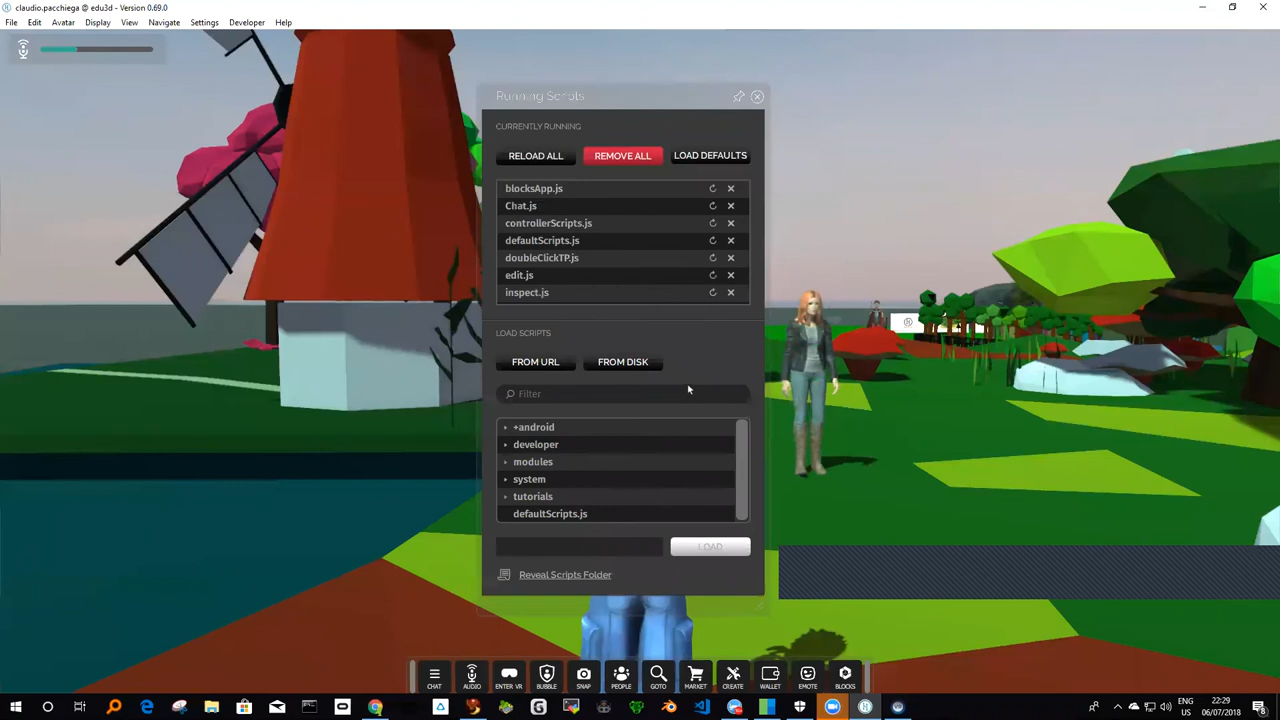 claudio.pacchiega @ edu3d - Version 0.69.0
File Edit Avatar Display View Navigate Settings Developer Help
Running Scripts
CURRENTLY RUNNING
RELOAD ALL REMOVE ALL LOAD DEFAULTS
blocksApp.js
Chat.js
controllerScripts.js
defaultScripts.js
doubleClickTP.js
edit.js
inspect.js
LOAD SCRIPTS
FROM URL FROM DISK
Filter
+android
developer
modules
system
tutorials
defaultScripts.js
LOAD
Reveal Scripts Folder
CHAT AUDIO ENTER VR BUBBLE SNAP PEOPLE GOTO MARKET CREATE WALLET EMOTE BLOCKS
ENG
22:29
US
06/07/2018